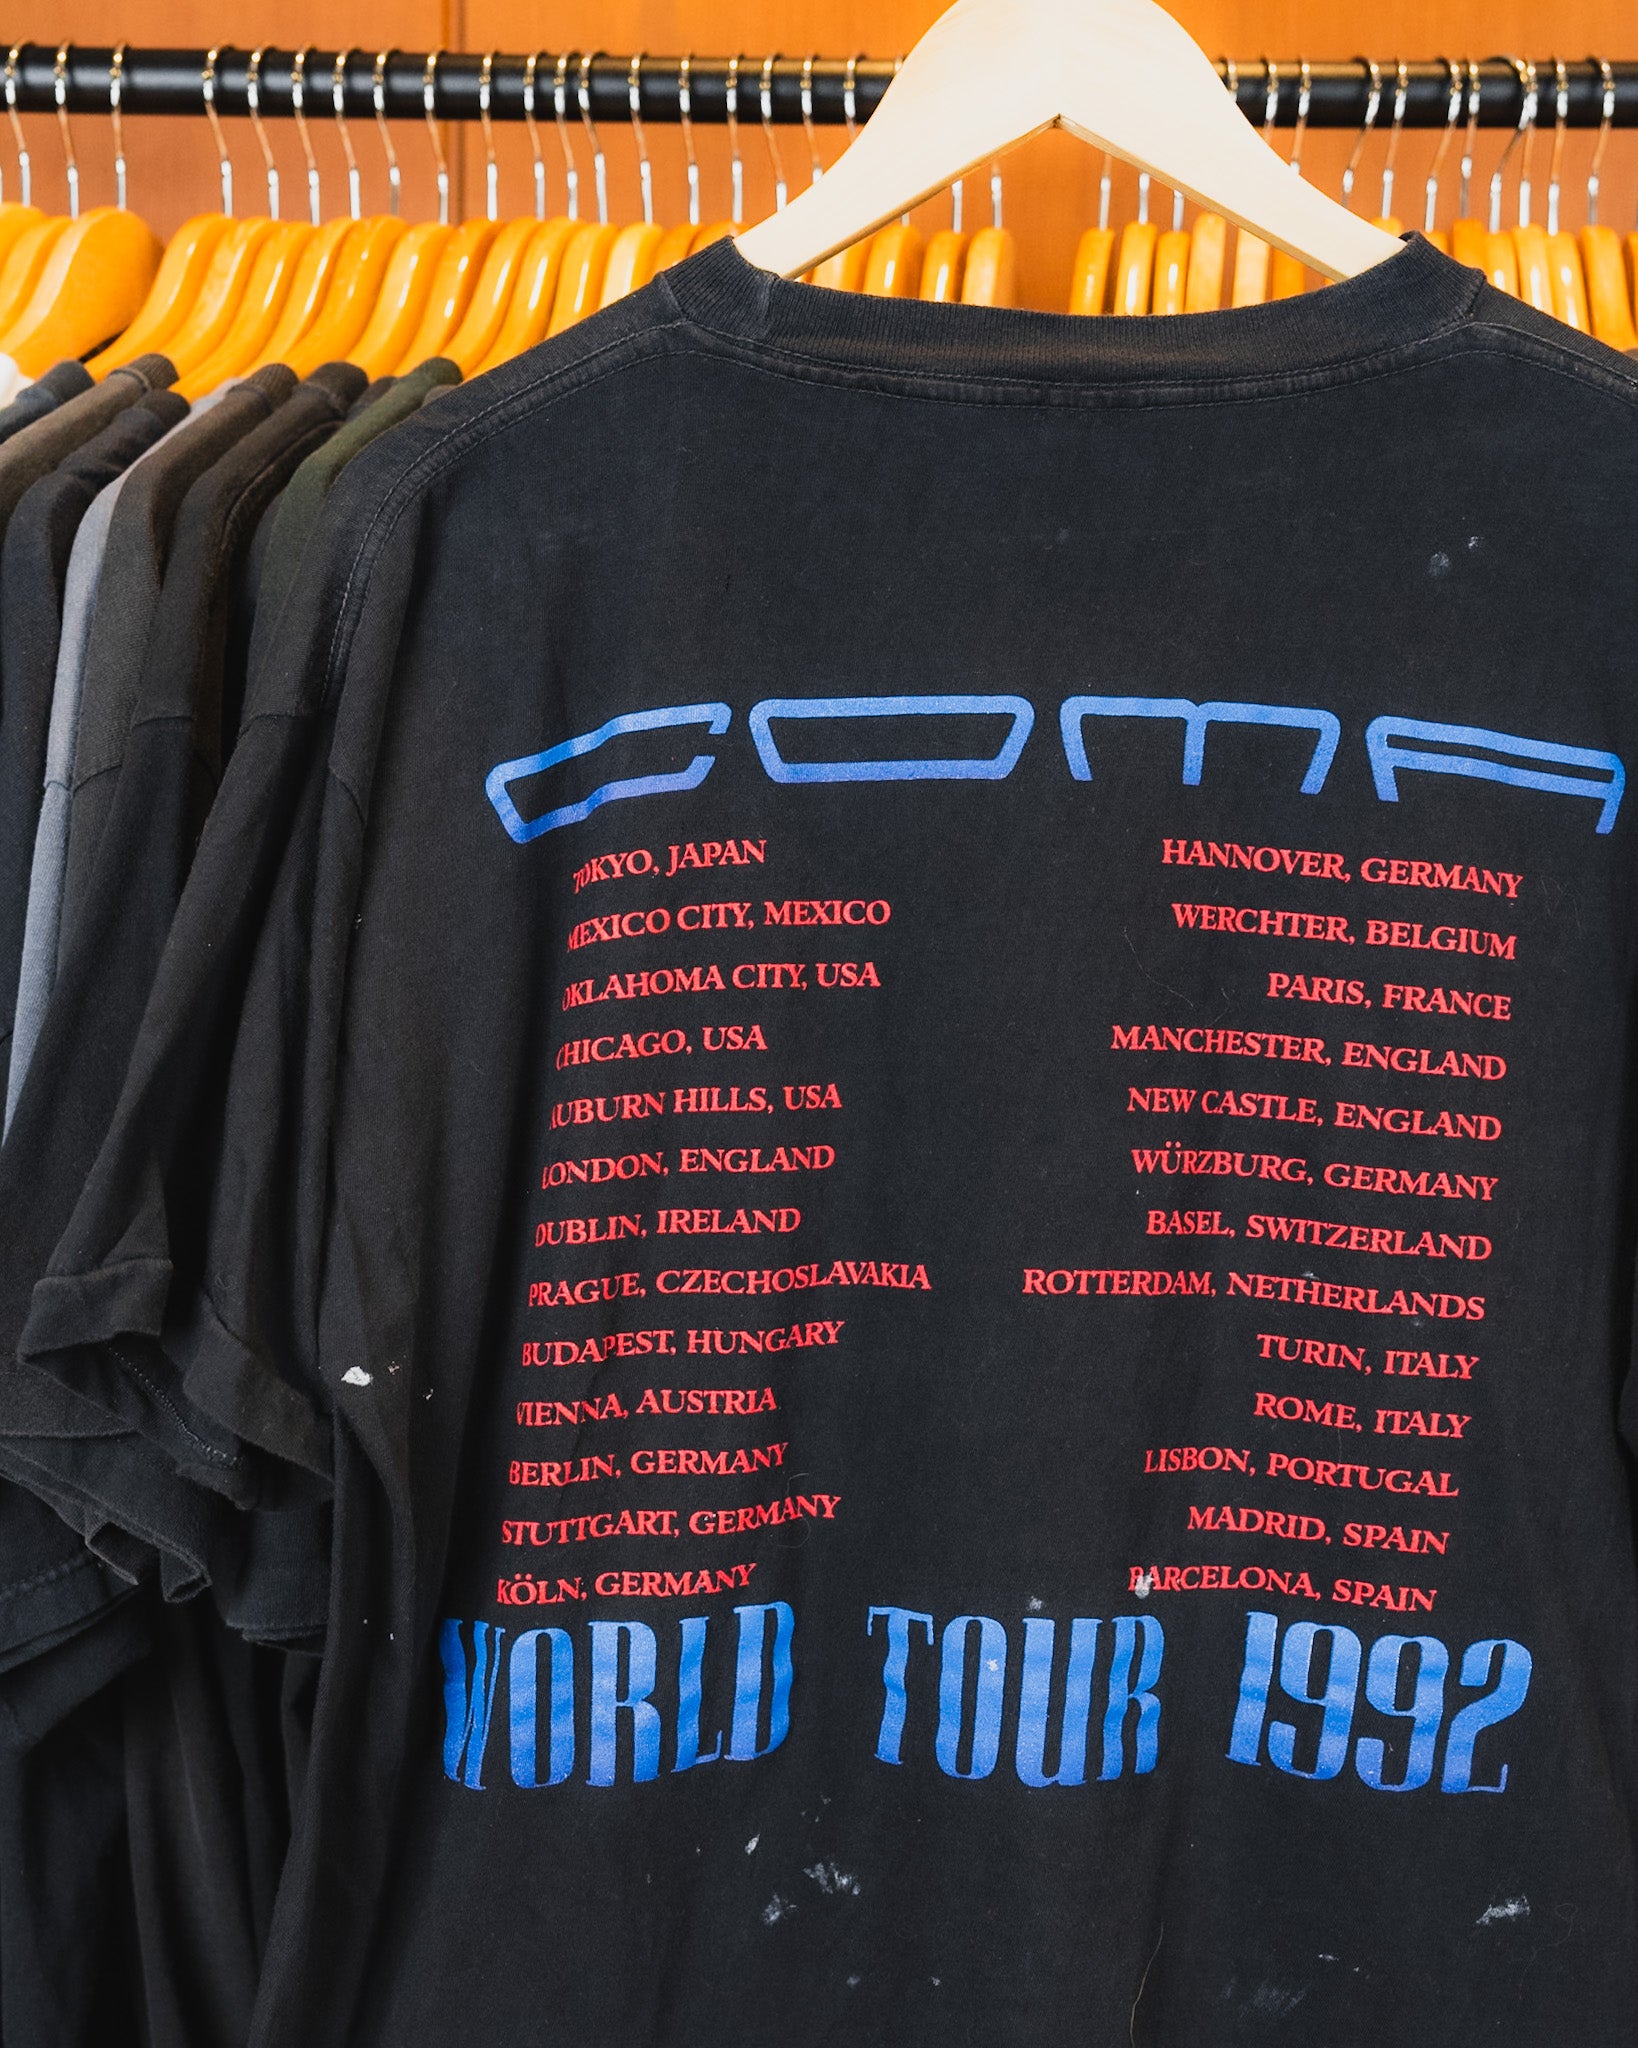 COMA
TOKYO, JAPAN
MEXICO CITY, MEXICO
OKLAHOMA CITY, USA
CHICAGO, USA
AUBURN HILLS, USA
LONDON, ENGLAND
DUBLIN, IRELAND
PRAGUE, CZECHOSLAVAKIA
BUDAPEST, HUNGARY
VIENNA, AUSTRIA
BERLIN, GERMANY
STUTTGART, GERMANY
KÖLN, GERMANY
HANNOVER, GERMANY
WERCHTER, BELGIUM
PARIS, FRANCE
MANCHESTER, ENGLAND
NEW CASTLE, ENGLAND
WÜRZBURG, GERMANY
BASEL, SWITZERLAND
ROTTERDAM, NETHERLANDS
TURIN, ITALY
ROME, ITALY
LISBON, PORTUGAL
MADRID, SPAIN
BARCELONA, SPAIN
WORLD TOUR 1992